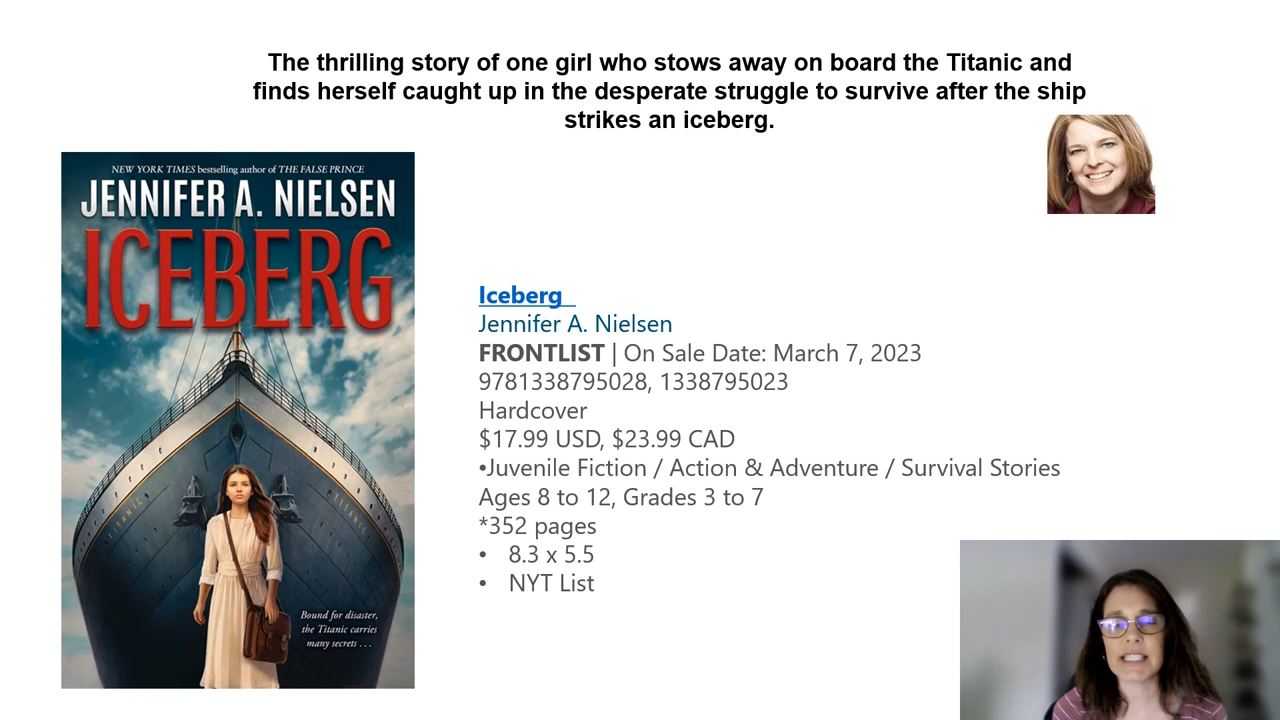 The thrilling story of one girl who stows away on board the Titanic and
finds herself caught up in the desperate struggle to survive after the ship
strikes an iceberg.
NEW YORK TIMES bestselling author of THE FALSE PRINCE
JENNIFER A. NIELSEN
ICEBERG
TITANIC
TITANIC
Bound for disaster,
the Titanic carries
many secrets . . .
Iceberg
Jennifer A. Nielsen
FRONTLIST | On Sale Date: March 7, 2023
9781338795028, 1338795023
Hardcover
$17.99 USD, $23.99 CAD
•Juvenile Fiction / Action & Adventure / Survival Stories
Ages 8 to 12, Grades 3 to 7
*352 pages
• 8.3 x 5.5
• NYT List